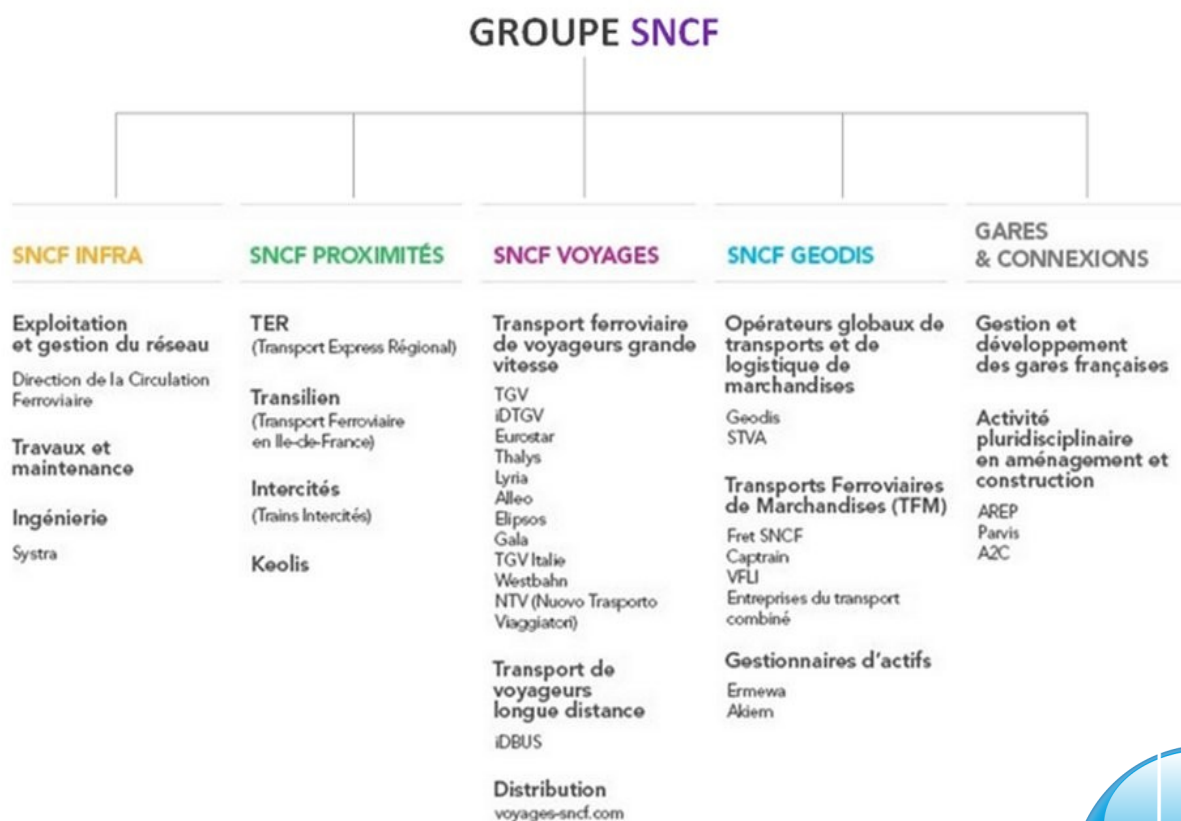 GROUPE SNCF
SNCF INFRA
Exploitation
et gestion du réseau
Direction de la Circulation
Ferroviaire
Travaux et
maintenance
Ingénierie
Systra
SNCF PROXIMITÉS
TER
(Transport Express Régional)
Transilien
(Transport Ferroviaire
en Ile-de-France)
Intercités
(Trains Intercités)
Keolis
SNCF VOYAGES
Transport ferroviaire
de voyageurs grande
vitesse
TGV
iDTGV
Eurostar
Thalys
Lyria
Alleo
Elipsos
Gala
TGV Italie
Westbahn
NTV (Nuovo Trasporto
Viaggiatori)
Transport de
voyageurs
longue distance
iDBUS
Distribution
voyages-sncf.com
SNCF GEODIS
Opérateurs globaux de
transports et de
logistique de
marchandises
Geodis
STVA
Transports Ferroviaires
de Marchandises (TFM)
Fret SNCF
Captrain
VFLI
Entreprises du transport
combiné
Gestionnaires d'actifs
Ermewa
Akiem
GARES
& CONNEXIONS
Gestion et
développement
des gares françaises
Activité
pluridisciplinaire
en aménagement et
construction
AREP
Parvis
A2C